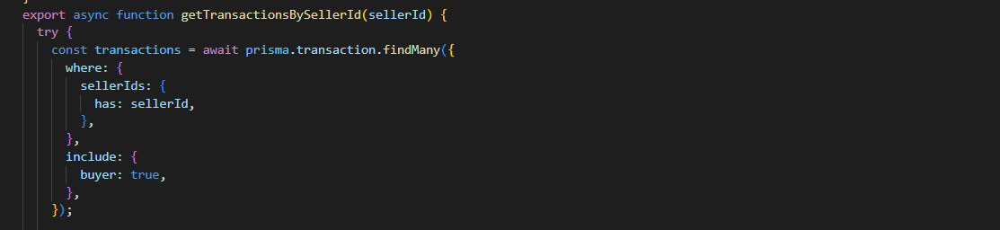 }
export async function getTransactionsBySellerId(sellerId) {
  try {
    const transactions = await prisma.transaction.findMany({
      where: {
        sellerIds: {
          has: sellerId,
        },
      },
      include: {
        buyer: true,
      },
    });